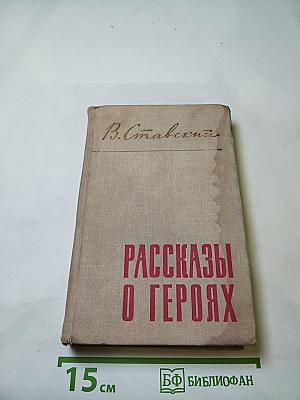 В. Ставский
РАССКАЗЫ
О ГЕРОЯХ
15 см
БФ БИБЛИОФАН